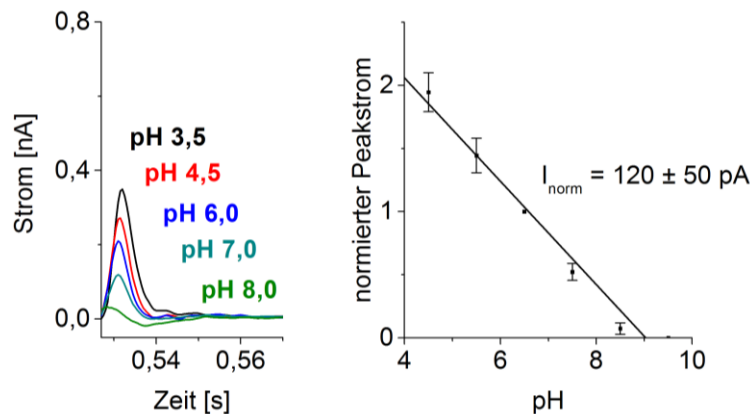 Strom [nA]
0,8
0,4
0,0
pH 3,5
pH 4,5
pH 6,0
pH 7,0
pH 8,0
0,54 0,56
Zeit [s]
normierter Peakstrom
2
1
0
I norm = 120 ± 50 pA
4 6 8 10
pH